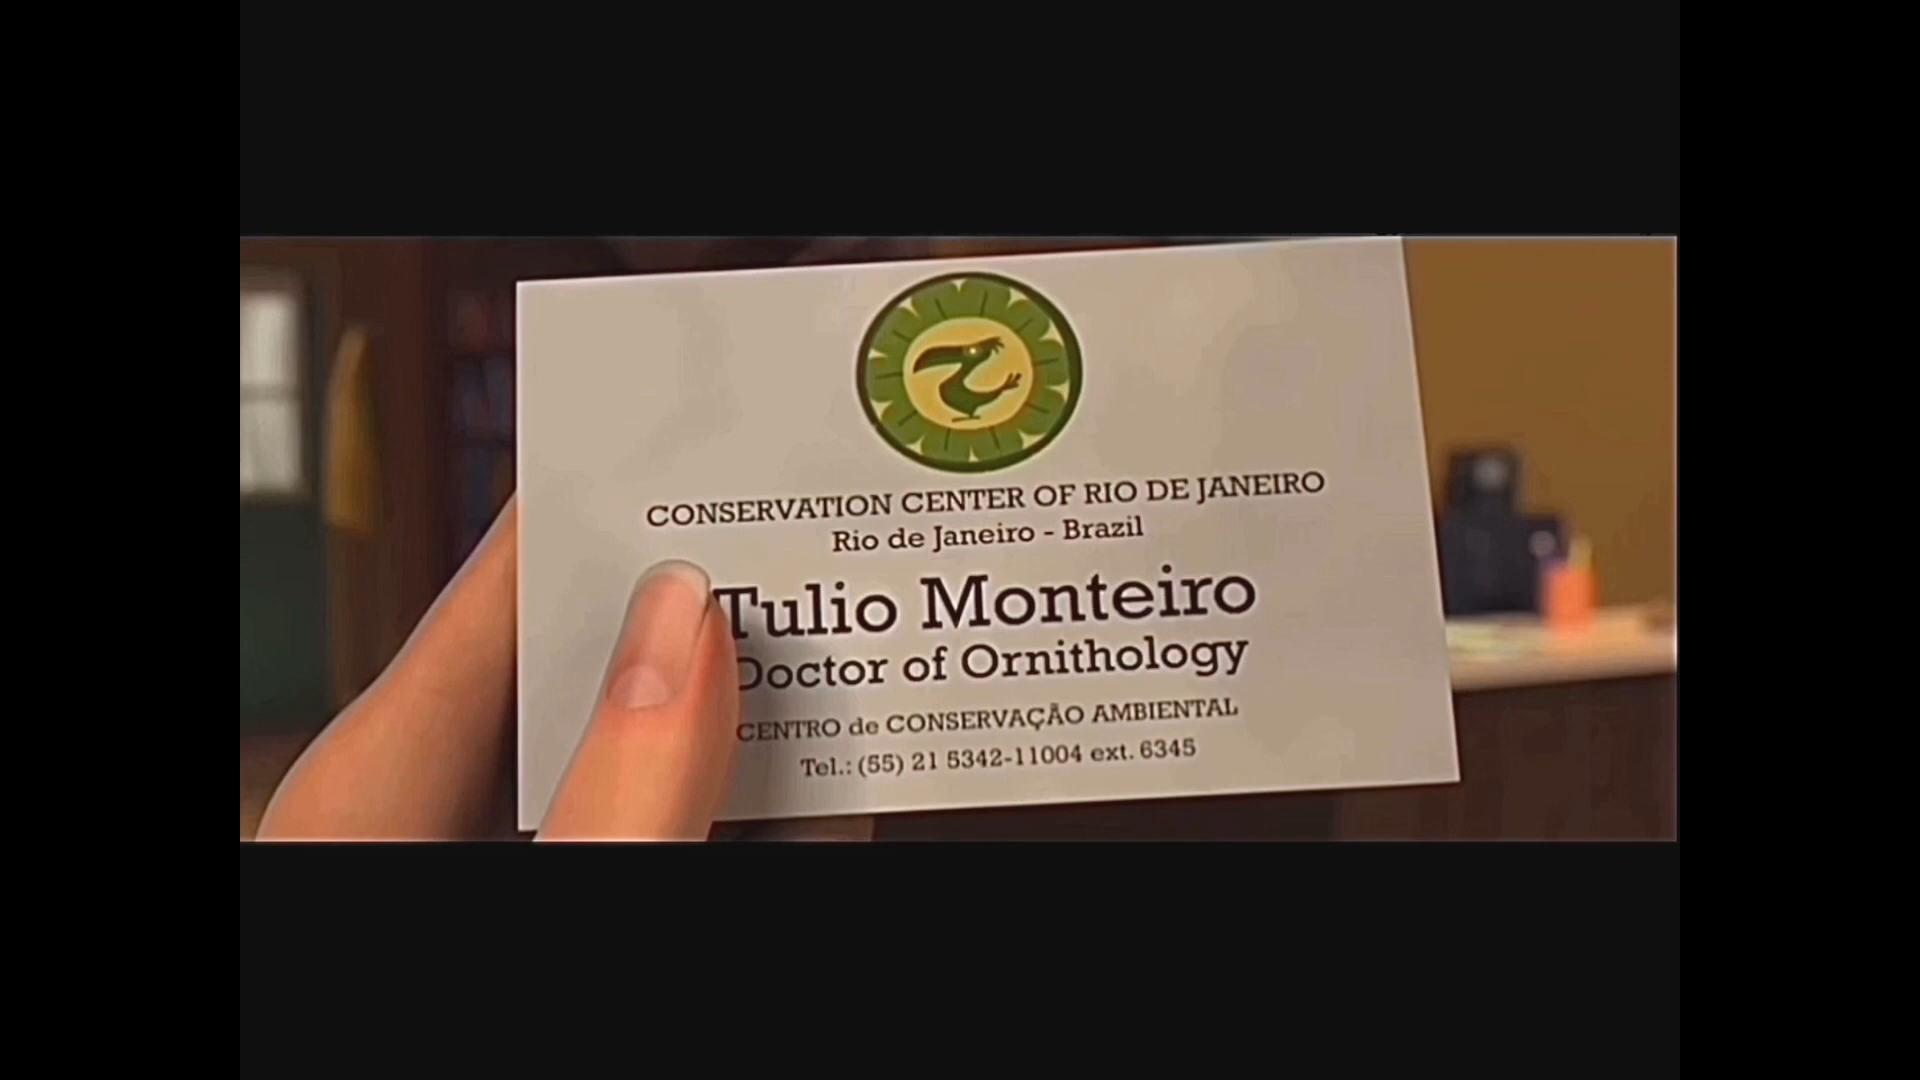 CONSERVATION CENTER OF RIO DE JANEIRO
Rio de Janeiro - Brazil
Tulio Monteiro
Doctor of Ornithology
CENTRO de CONSERVAÇÃO AMBIENTAL
Tel.: (55) 21 5342-11004 ext. 6345